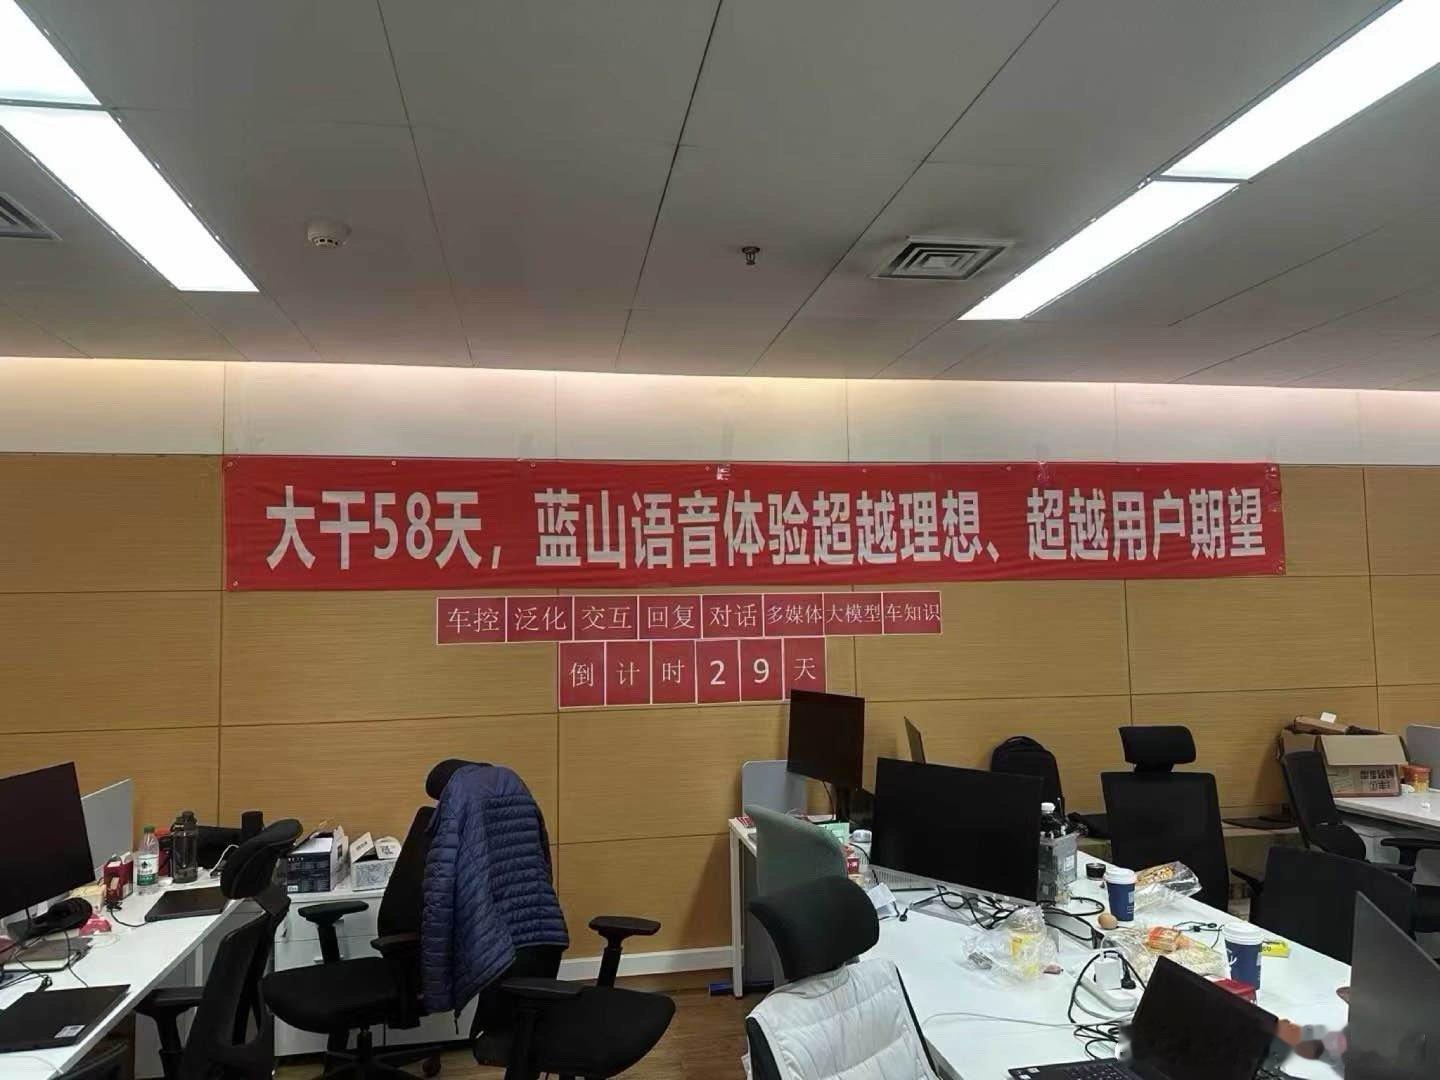 大干58天，蓝山语音体验超越理想、超越用户期望
车控 泛化 交互 回复 对话 多媒体 大模型 车知识
倒计时29天